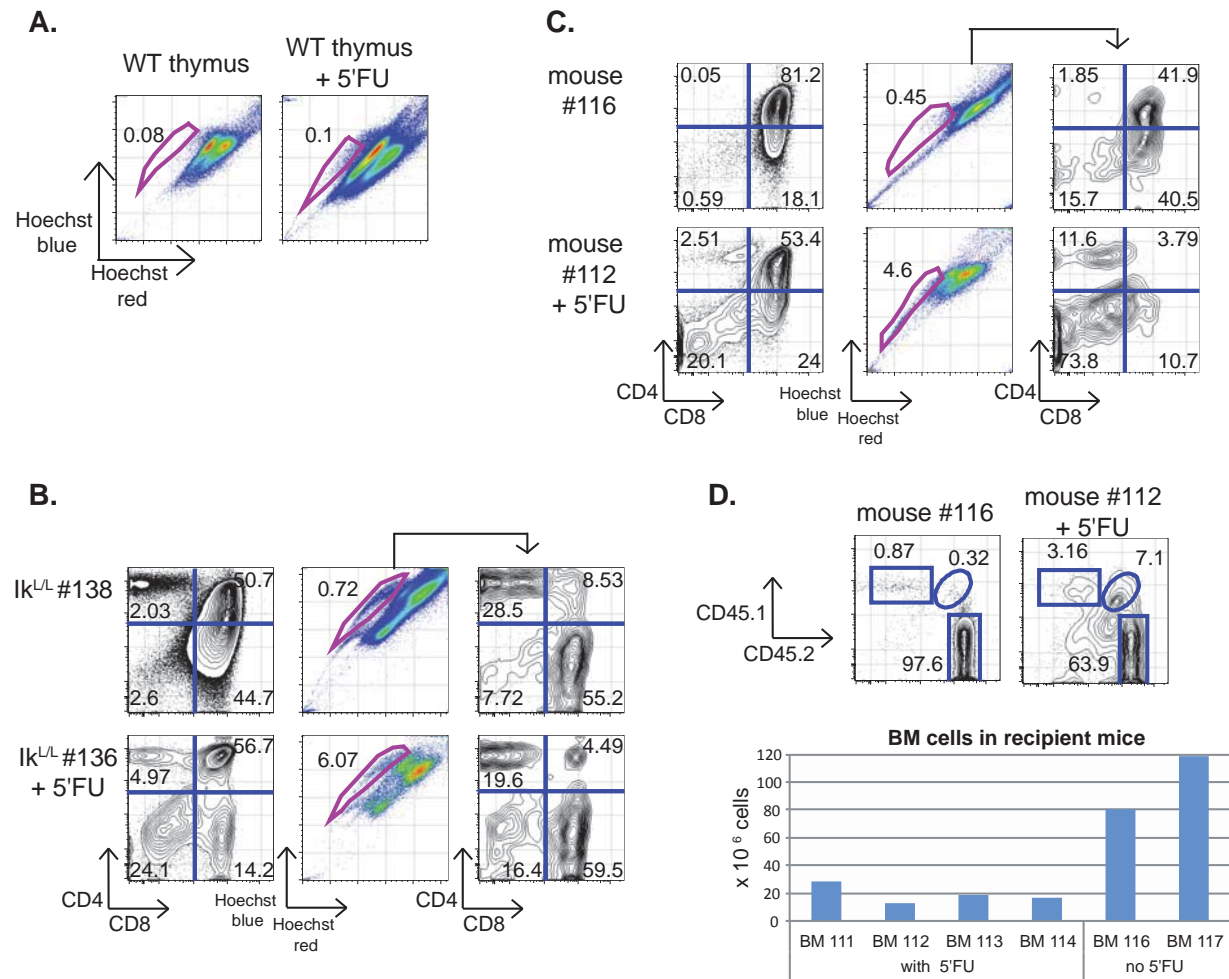 A.
WT thymus
WT thymus
+ 5'FU
0.08
0.1
Hoechst
blue
Hoechst
red
B.
Ik^L/L #138
50.7
2.03
2.6
44.7
0.72
8.53
28.5
7.72
55.2
Ik^L/L #136
+ 5'FU
56.7
4.97
24.1
14.2
6.07
4.49
19.6
16.4
59.5
CD4
CD8
Hoechst
blue
Hoechst
red
CD4
CD8
C.
mouse
#116
0.05
81.2
0.59
18.1
0.45
1.85
41.9
15.7
40.5
mouse
#112
+ 5'FU
2.51
53.4
20.1
24
4.6
11.6
3.79
73.8
10.7
CD4
CD8
Hoechst
blue
Hoechst
red
CD4
CD8
D.
mouse #116
mouse #112
+ 5'FU
0.87
0.32
97.6
3.16
7.1
63.9
CD45.1
CD45.2
BM cells in recipient mice
x 10 6 cells
120
100
80
60
40
20
0
BM 111
BM 112
BM 113
BM 114
BM 116
BM 117
with 5'FU
no 5'FU